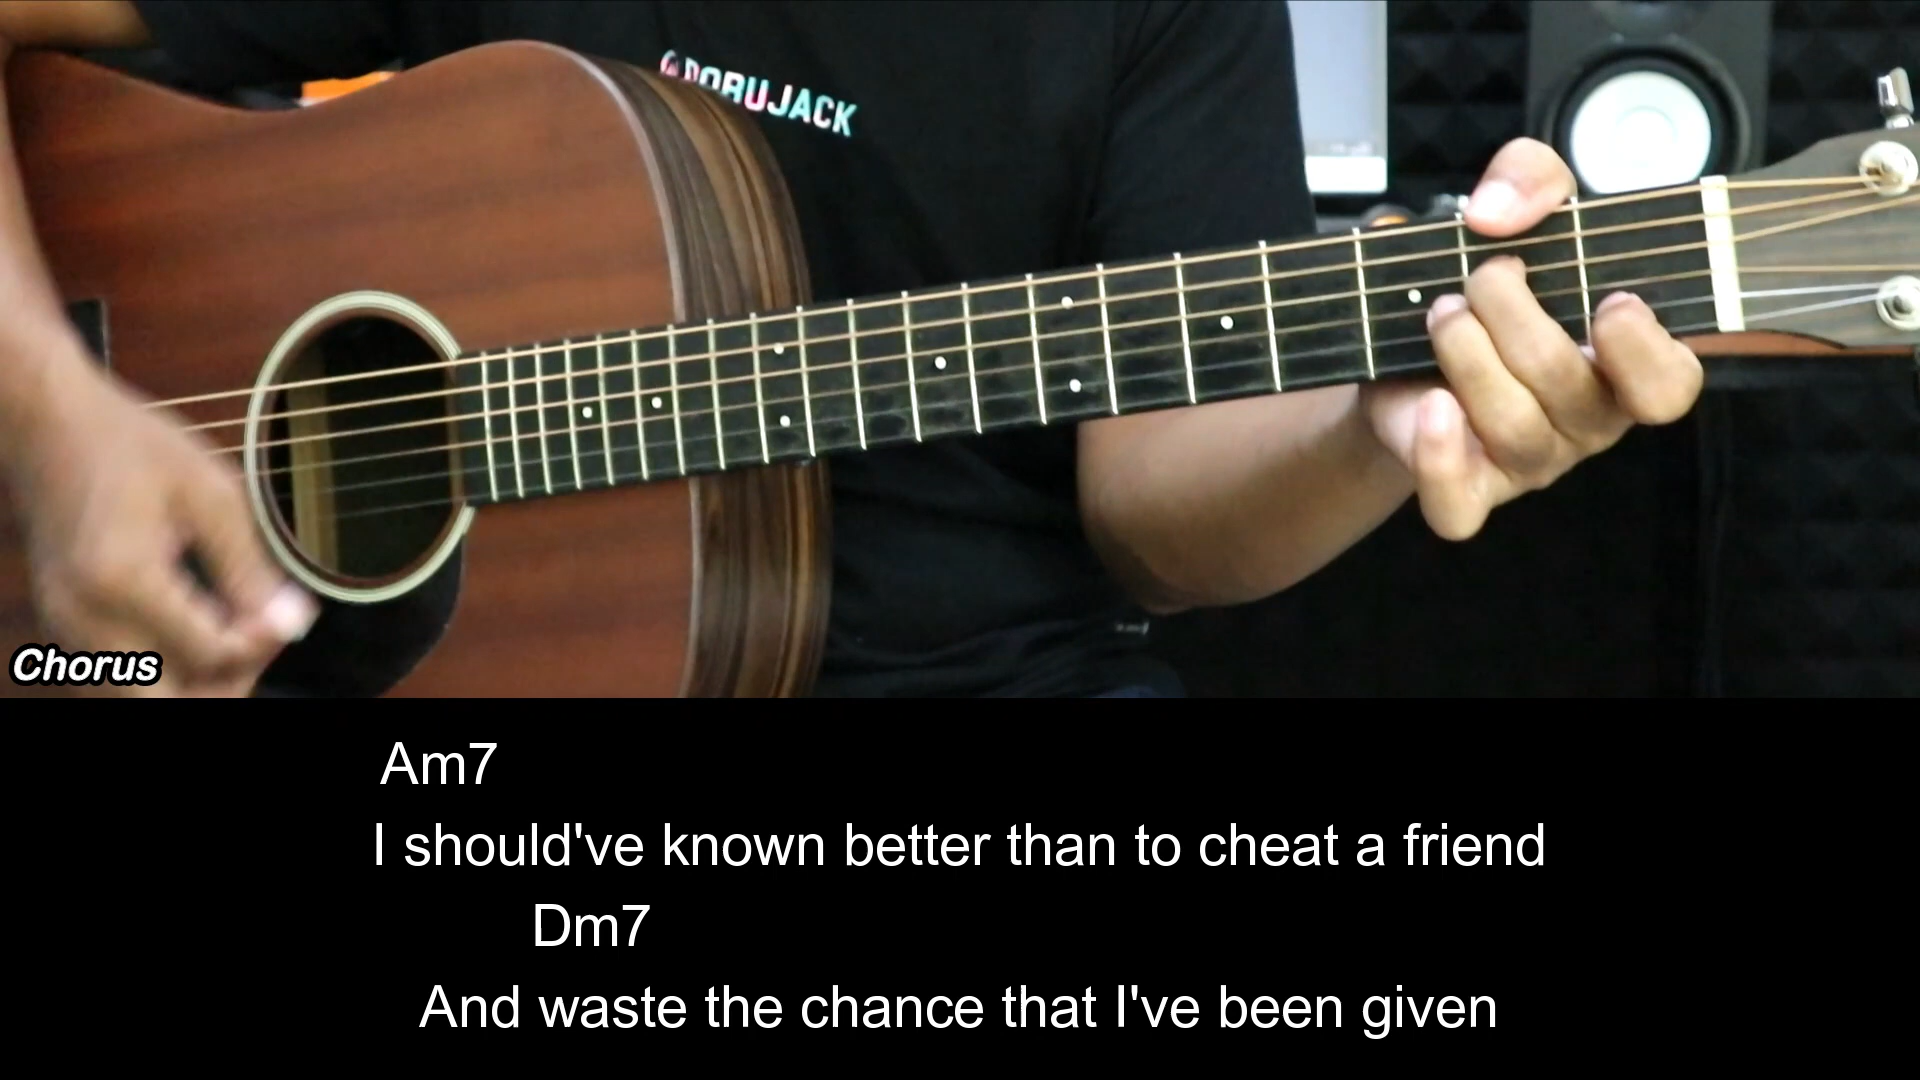 DORUJACK
Chorus
Am7
I should've known better than to cheat a friend
Dm7
And waste the chance that I've been given